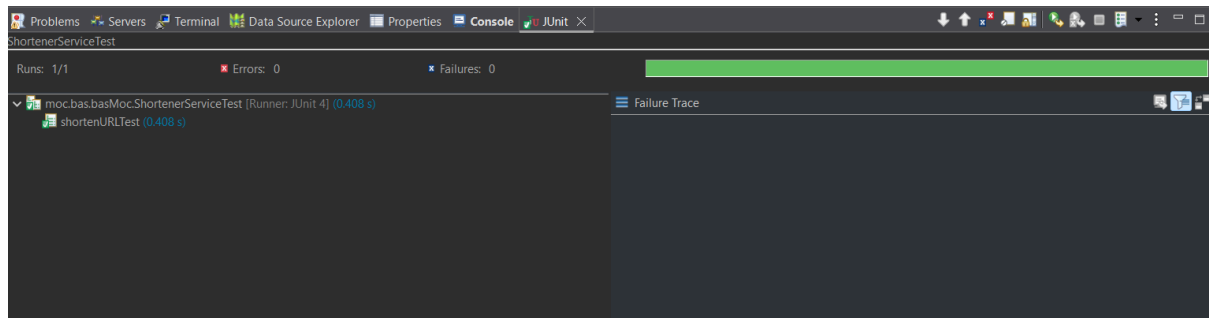 Problems Servers Terminal Data Source Explorer Properties Console JUnit
ShortenerServiceTest
Runs: 1/1 Errors: 0 Failures: 0
moc.bas.basMoc.ShortenerServiceTest [Runner: JUnit 4] (0.408 s) Failure Trace
shortenURLTest (0.408 s)